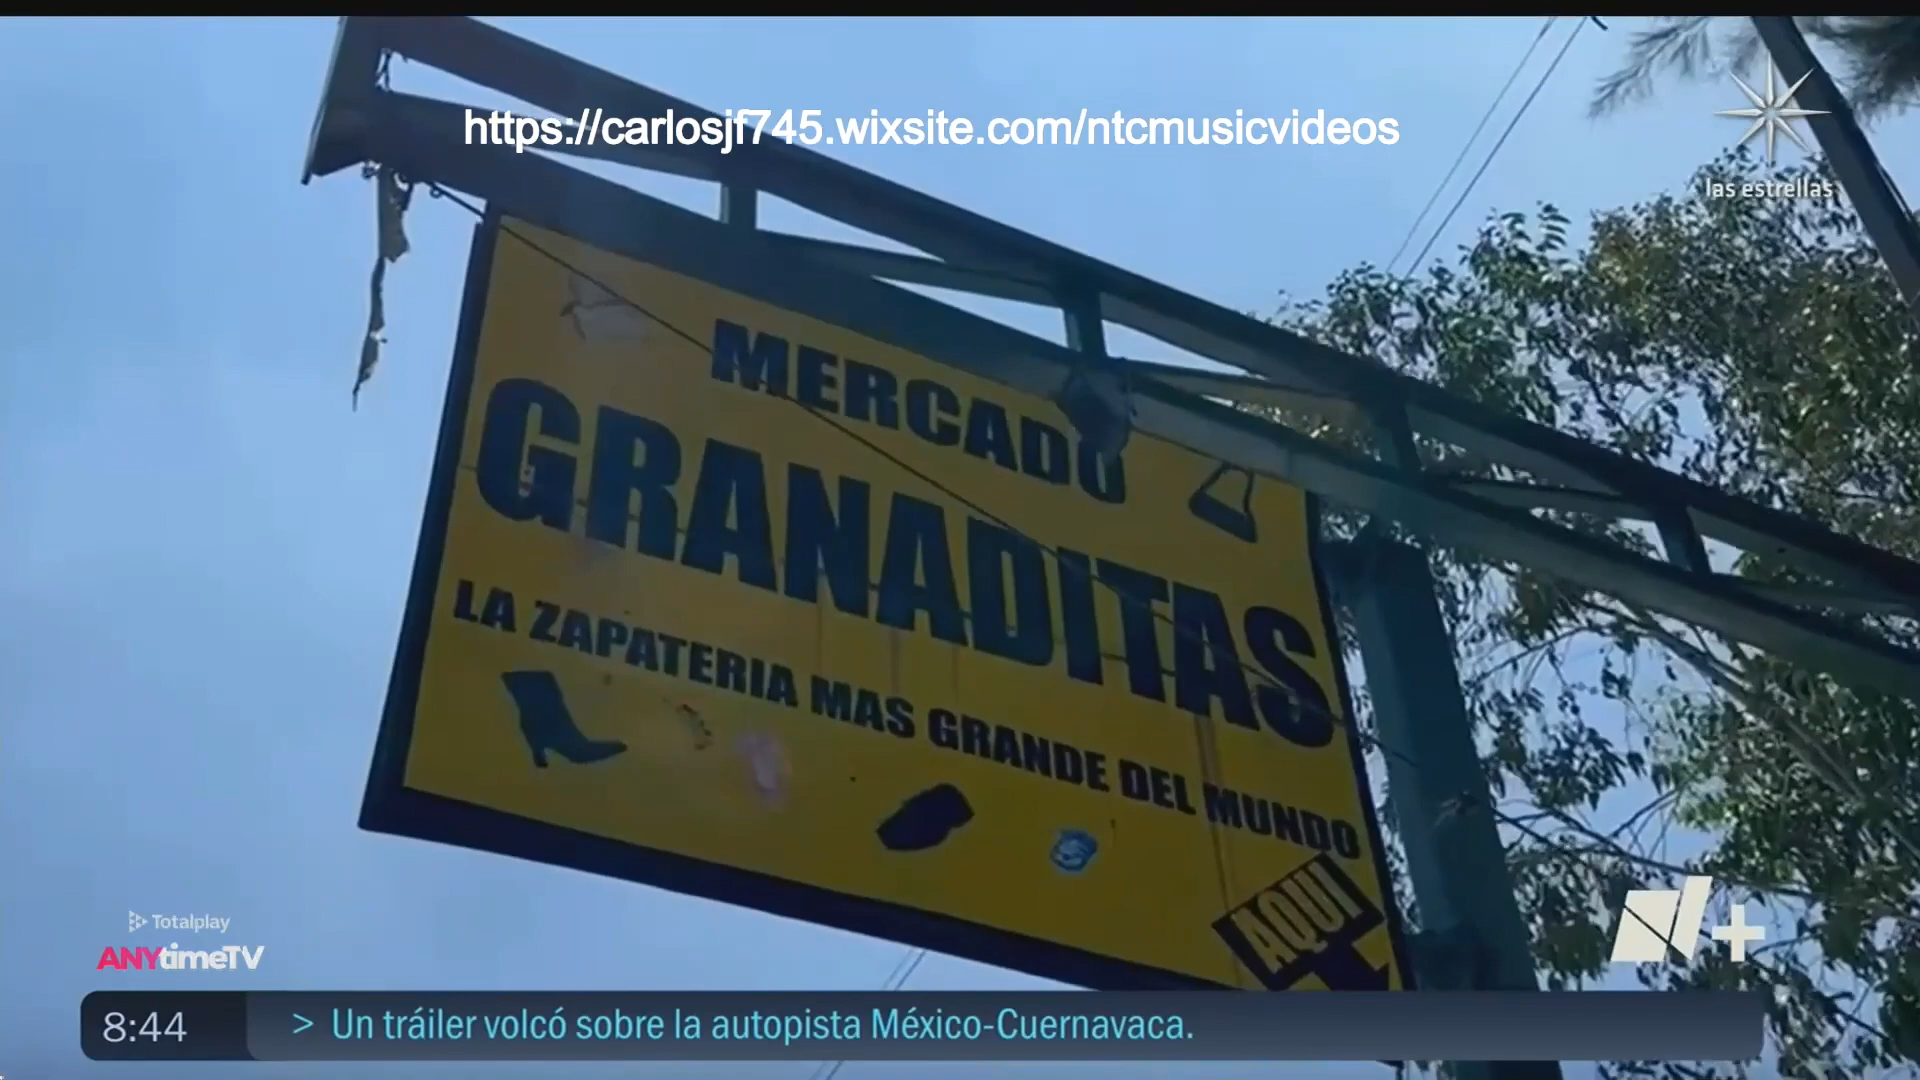 https://carlosjf745.wixsite.com/ntcmusicvideos
las estrellas
MERCADO
GRANADITAS
LA ZAPATERIA MAS GRANDE DEL MUNDO
AQUI
Totalplay
ANYtimeTV
N+
8:44
> Un tráiler volcó sobre la autopista México-Cuernavaca.